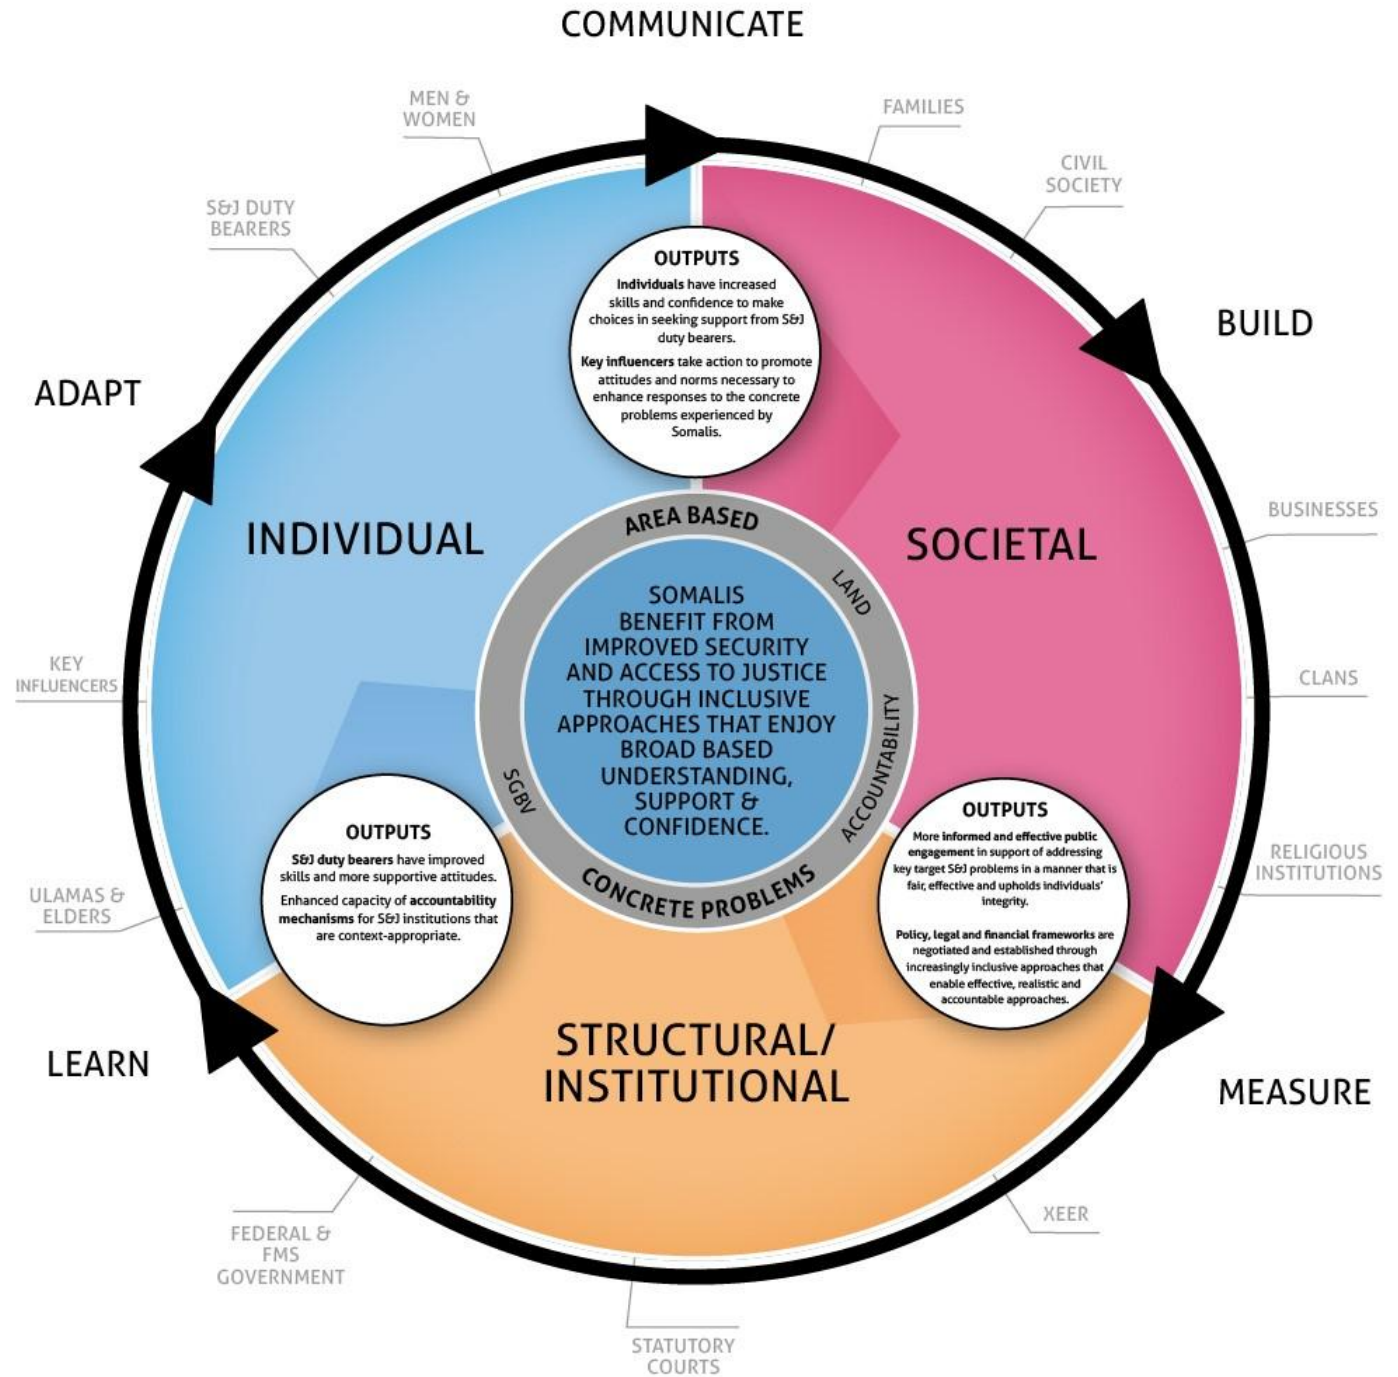 COMMUNICATE
MEN &
WOMEN
FAMILIES
CIVIL
SOCIETY
S&J DUTY
BEARERS
BUILD
ADAPT
OUTPUTS
Individuals have increased
skills and confidence to make
choices in seeking support from S&J
duty bearers.
Key influencers take action to promote
attitudes and norms necessary to
enhance responses to the concrete
problems experienced by
Somalis.
BUSINESSES
INDIVIDUAL
SOCIETAL
AREA BASED
LAND
ACCOUNTABILITY
CONCRETE PROBLEMS
SGBV
SOMALIS
BENEFIT FROM
IMPROVED SECURITY
AND ACCESS TO JUSTICE
THROUGH INCLUSIVE
APPROACHES THAT ENJOY
BROAD BASED
UNDERSTANDING,
SUPPORT &
CONFIDENCE.
KEY
INFLUENCERS
CLANS
OUTPUTS
S&J duty bearers have improved
skills and more supportive attitudes.
Enhanced capacity of accountability
mechanisms for S&J institutions that
are context-appropriate.
OUTPUTS
More informed and effective public
engagement in support of addressing
key target S&J problems in a manner that is
fair, effective and upholds individuals'
integrity.
Policy, legal and financial frameworks are
negotiated and established through
increasingly inclusive approaches that
enable effective, realistic and
accountable approaches.
RELIGIOUS
INSTITUTIONS
ULAMAS &
ELDERS
STRUCTURAL/
INSTITUTIONAL
LEARN
MEASURE
FEDERAL &
FMS
GOVERNMENT
XEER
STATUTORY
COURTS